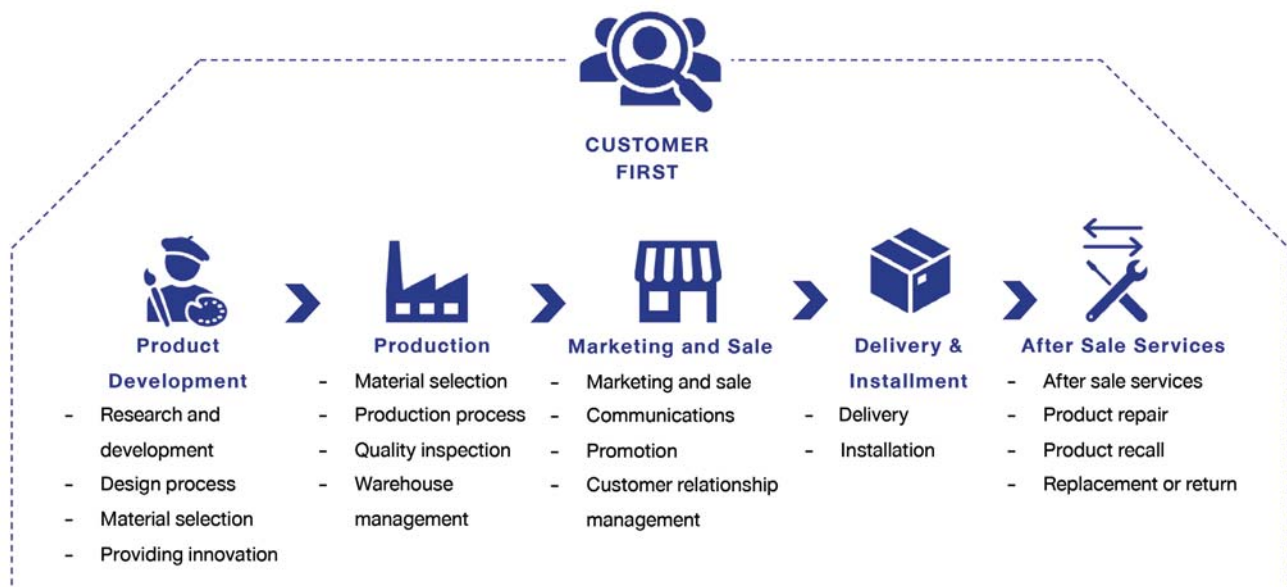 CUSTOMER
FIRST
Product
Development
- Research and
development
- Design process
- Material selection
- Providing innovation
Production
- Material selection
- Production process
- Quality inspection
- Warehouse
management
Marketing and Sale
- Marketing and sale
- Communications
- Promotion
- Customer relationship
management
Delivery &
Installment
- Delivery
- Installation
After Sale Services
- After sale services
- Product repair
- Product recall
- Replacement or return